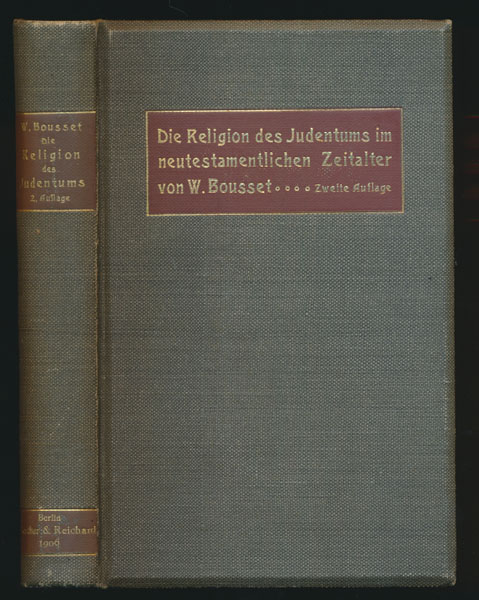 W. Bousset
Die
Religion
des
Judentums
2. Auflage
Berlin
& Reichard
1906
Die Religion des Judentums im
neutestamentlichen Zeitalter
von W. Bousset. . . . Zweite Auflage